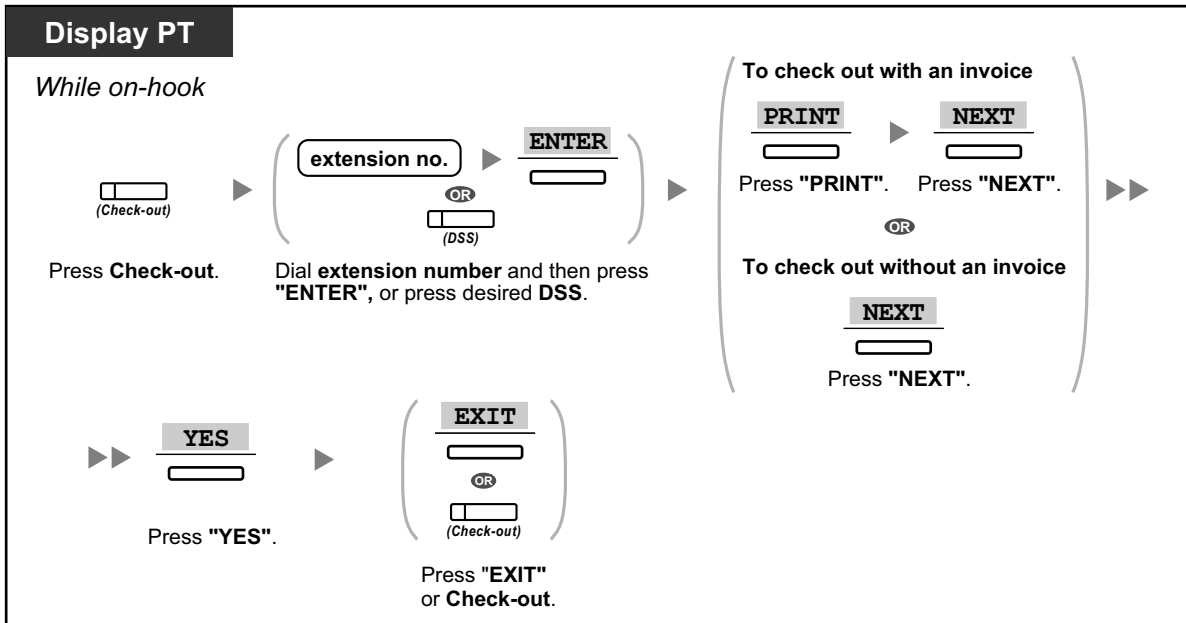 Display PT
While on-hook
(Check-out)
Press Check-out.
extension no.
ENTER
OR
(DSS)
Dial extension number and then press
"ENTER", or press desired DSS.
To check out with an invoice
PRINT
NEXT
Press "PRINT".
Press "NEXT".
OR
To check out without an invoice
NEXT
Press "NEXT".
YES
Press "YES".
EXIT
OR
(Check-out)
Press "EXIT"
or Check-out.